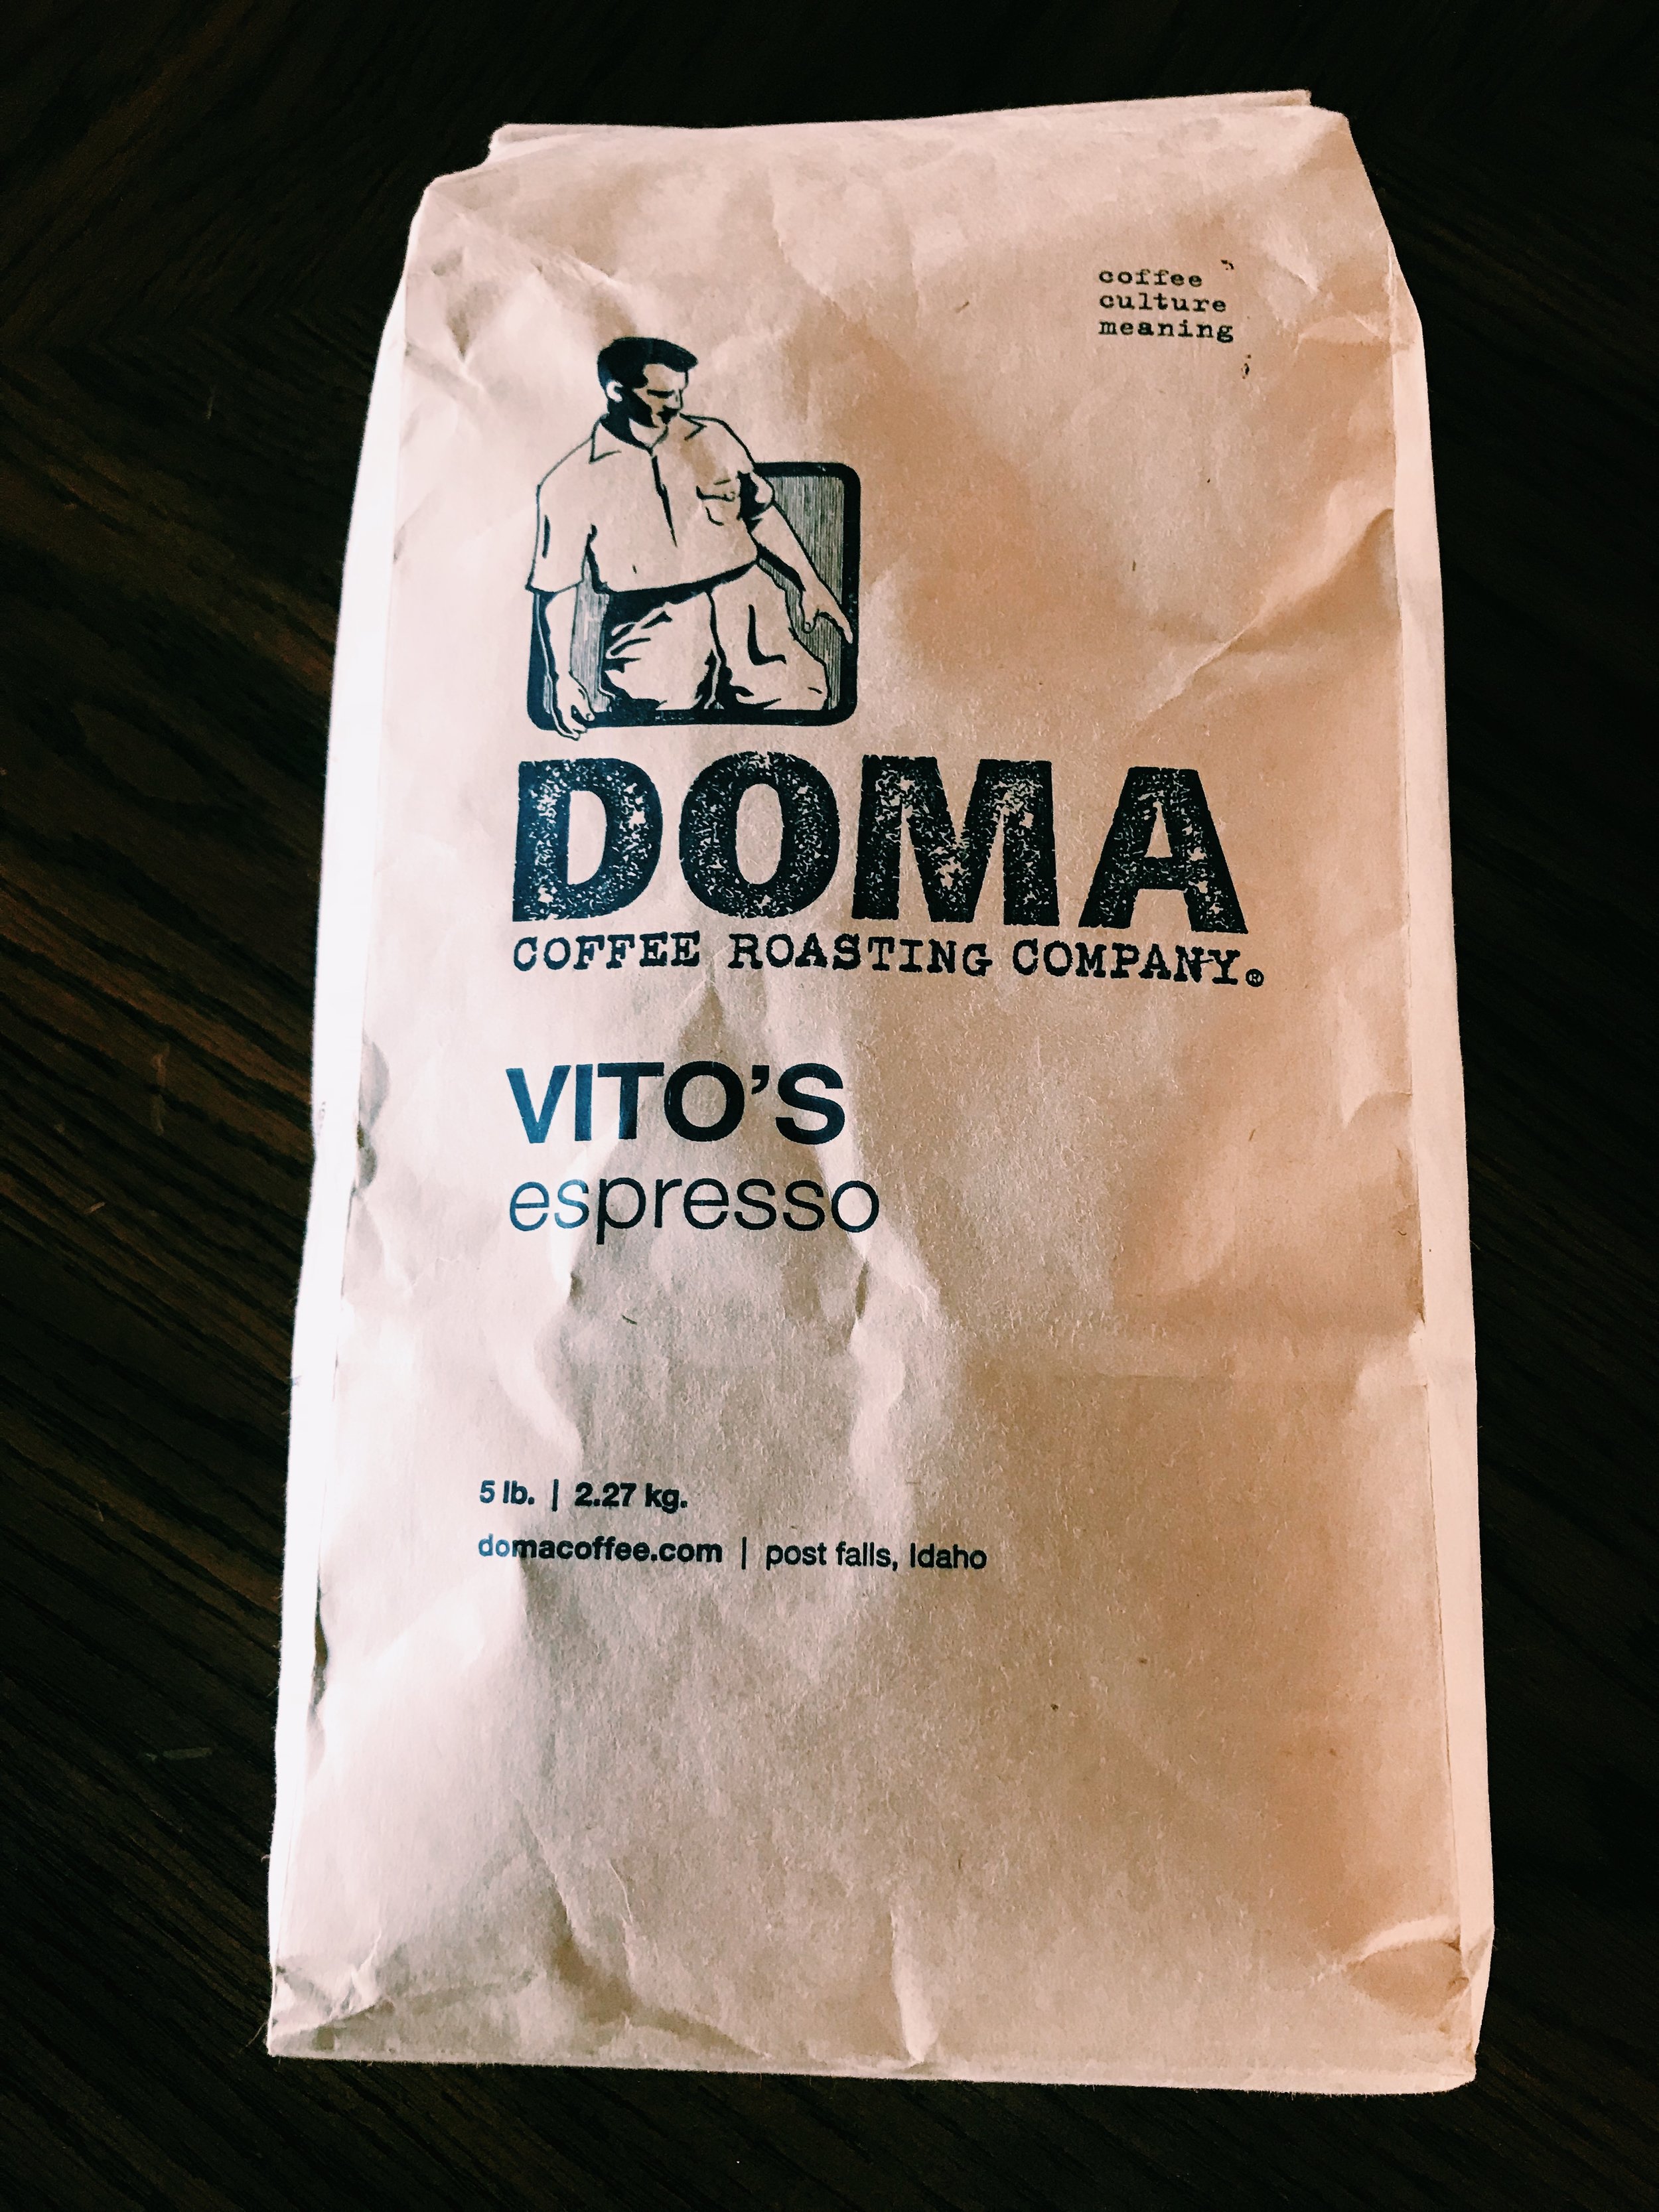 coffee
culture
meaning
DOMA
COFFEE ROASTING COMPANY®
VITO'S
espresso
5 lb. | 2.27 kg.
domacoffee.com | post falls, Idaho